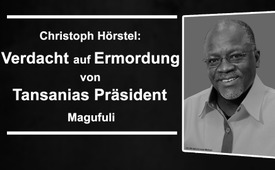 Christoph Hörstel:
Verdacht auf Ermordung
von
Tansanias Präsident
Magufuli